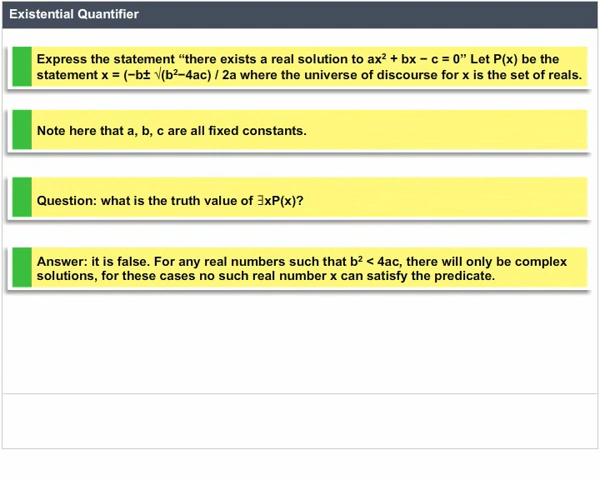 Existential Quantifier
Express the statement “there exists a real solution to ax² + bx − c = 0” Let P(x) be the
statement x = (−b± √(b²−4ac) / 2a where the universe of discourse for x is the set of reals.
Note here that a, b, c are all fixed constants.
Question: what is the truth value of ∃xP(x)?
Answer: it is false. For any real numbers such that b² < 4ac, there will only be complex
solutions, for these cases no such real number x can satisfy the predicate.